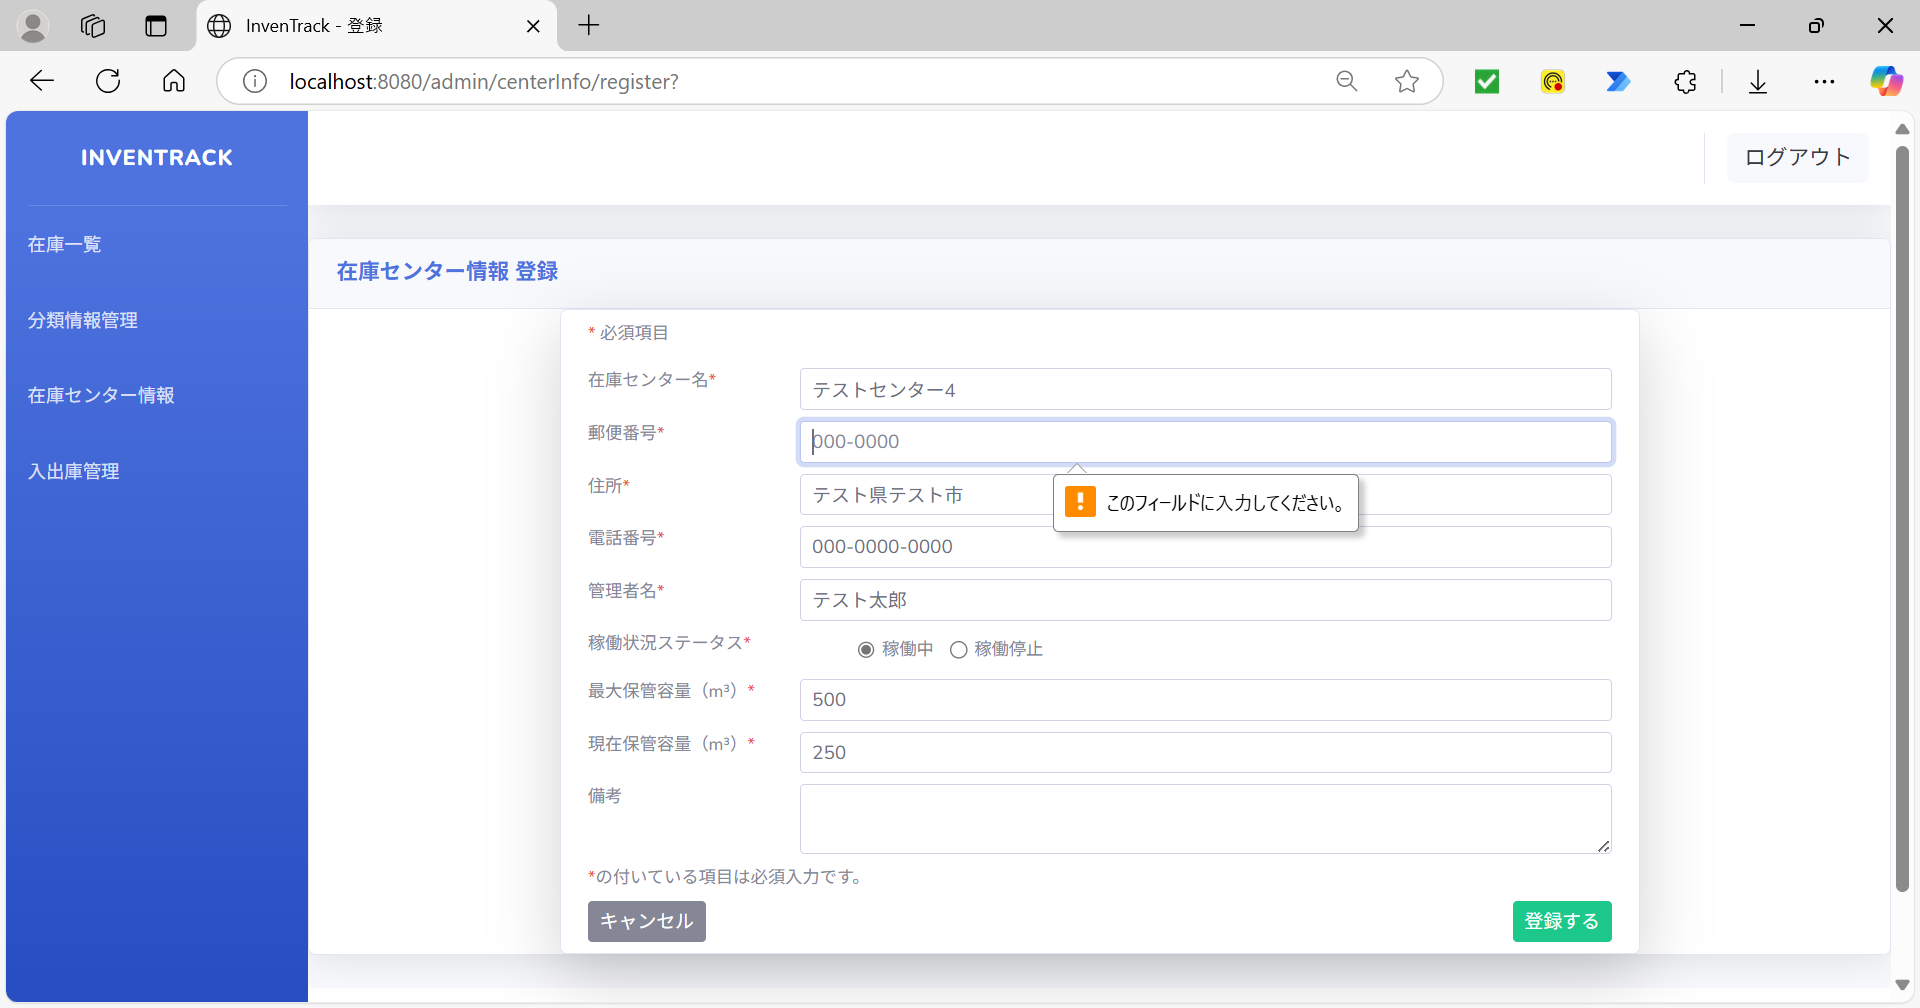 InvenTrack - 登録
localhost:8080/admin/centerInfo/register?
INVENTRACK
ログアウト
在庫一覧
分類情報管理
在庫センター情報
入出庫管理
在庫センター情報 登録
* 必須項目
在庫センター名* テストセンター4
郵便番号* 000-0000
住所* テスト県テスト市
このフィールドに入力してください。
電話番号* 000-0000-0000
管理者名* テスト太郎
稼働状況ステータス* 稼働中 稼働停止
最大保管容量（m³）* 500
現在保管容量（m³）* 250
備考
*の付いている項目は必須入力です。
キャンセル 登録する